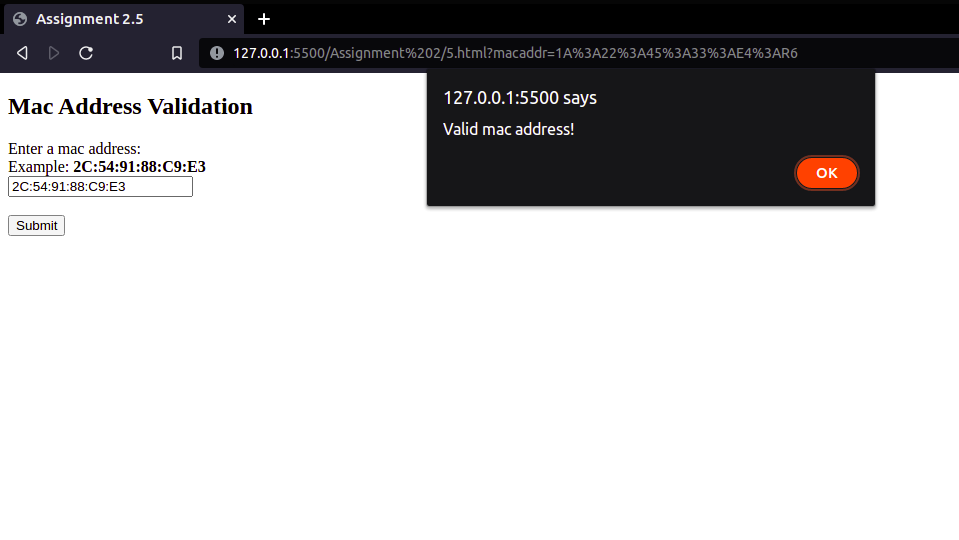 Assignment 2.5
127.0.0.1:5500/Assignment%202/5.html?macaddr=1A%3A22%3A45%3A33%3AE4%3AR6
127.0.0.1:5500 says
Valid mac address!
OK
Mac Address Validation
Enter a mac address:
Example: 2C:54:91:88:C9:E3
2C:54:91:88:C9:E3
Submit